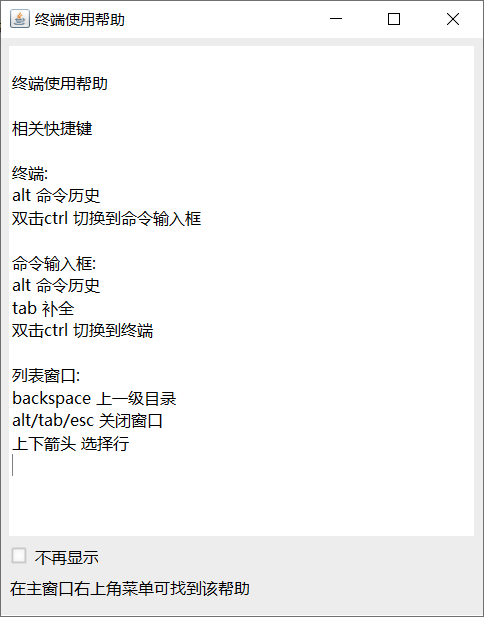 终端使用帮助
终端使用帮助
相关快捷键
终端:
alt 命令历史
双击ctrl 切换到命令输入框
命令输入框:
alt 命令历史
tab 补全
双击ctrl 切换到终端
列表窗口:
backspace 上一级目录
alt/tab/esc 关闭窗口
上下箭头 选择行
不再显示
在主窗口右上角菜单可找到该帮助